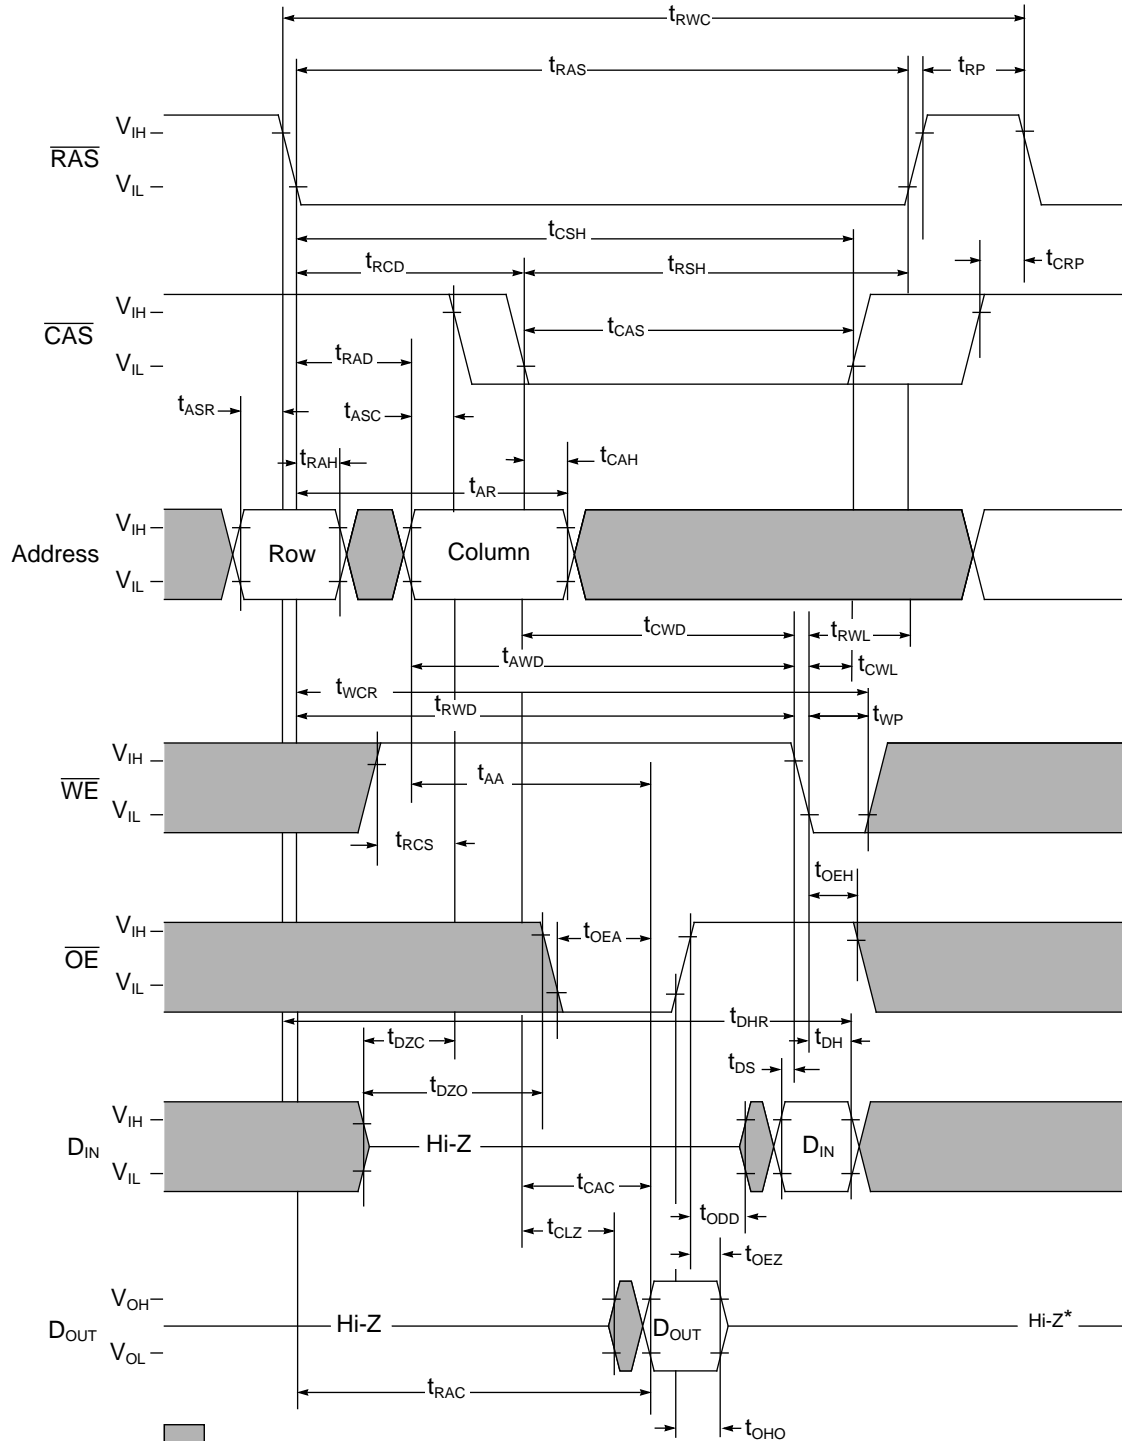 tRWC
tRAS
tRP
VIH
RAS
VIL
tCSH
tRCD
tRSH
tCRP
VIH
CAS
VIL
tCAS
tRAD
tASR
tASC
tRAH
tCAH
tAR
VIH
Address
VIL
Row
Column
tCWD
tRWL
tAWD
tCWL
tWCR
tRWD
tWP
VIH
WE
VIL
tAA
tRCS
tOEH
VIH
OE
VIL
tOEA
tDHR
tDZC
tDH
tDS
tDZO
VIH
DIN
VIL
Hi-Z
DIN
tCAC
tODD
tCLZ
tOEZ
VOH
DOUT
VOL
Hi-Z
DOUT
Hi-Z*
tRAC
tOHO